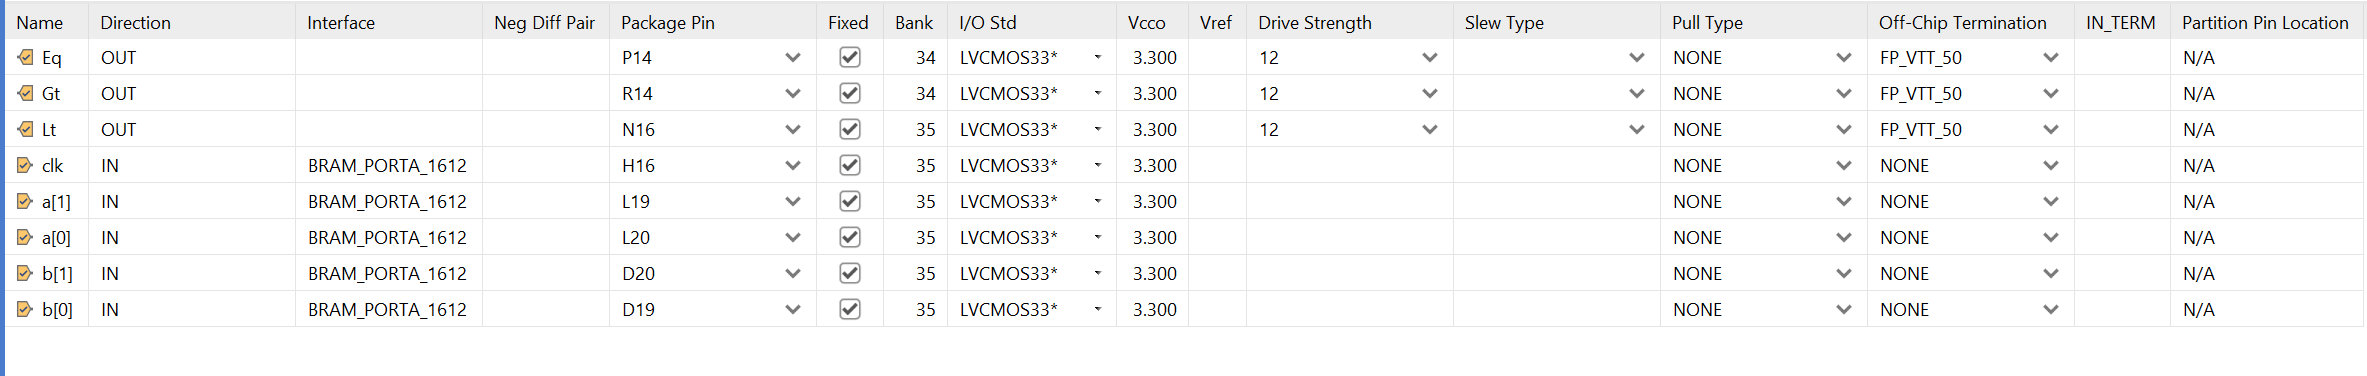 Name Direction Interface Neg Diff Pair Package Pin Fixed Bank I/O Std Vcco Vref Drive Strength Slew Type Pull Type Off-Chip Termination IN_TERM Partition Pin Location
Eq OUT P14 34 LVCMOS33* 3.300 12 NONE FP_VTT_50 N/A
Gt OUT R14 34 LVCMOS33* 3.300 12 NONE FP_VTT_50 N/A
Lt OUT N16 35 LVCMOS33* 3.300 12 NONE FP_VTT_50 N/A
clk IN BRAM_PORTA_1612 H16 35 LVCMOS33* 3.300 NONE NONE N/A
a[1] IN BRAM_PORTA_1612 L19 35 LVCMOS33* 3.300 NONE NONE N/A
a[0] IN BRAM_PORTA_1612 L20 35 LVCMOS33* 3.300 NONE NONE N/A
b[1] IN BRAM_PORTA_1612 D20 35 LVCMOS33* 3.300 NONE NONE N/A
b[0] IN BRAM_PORTA_1612 D19 35 LVCMOS33* 3.300 NONE NONE N/A